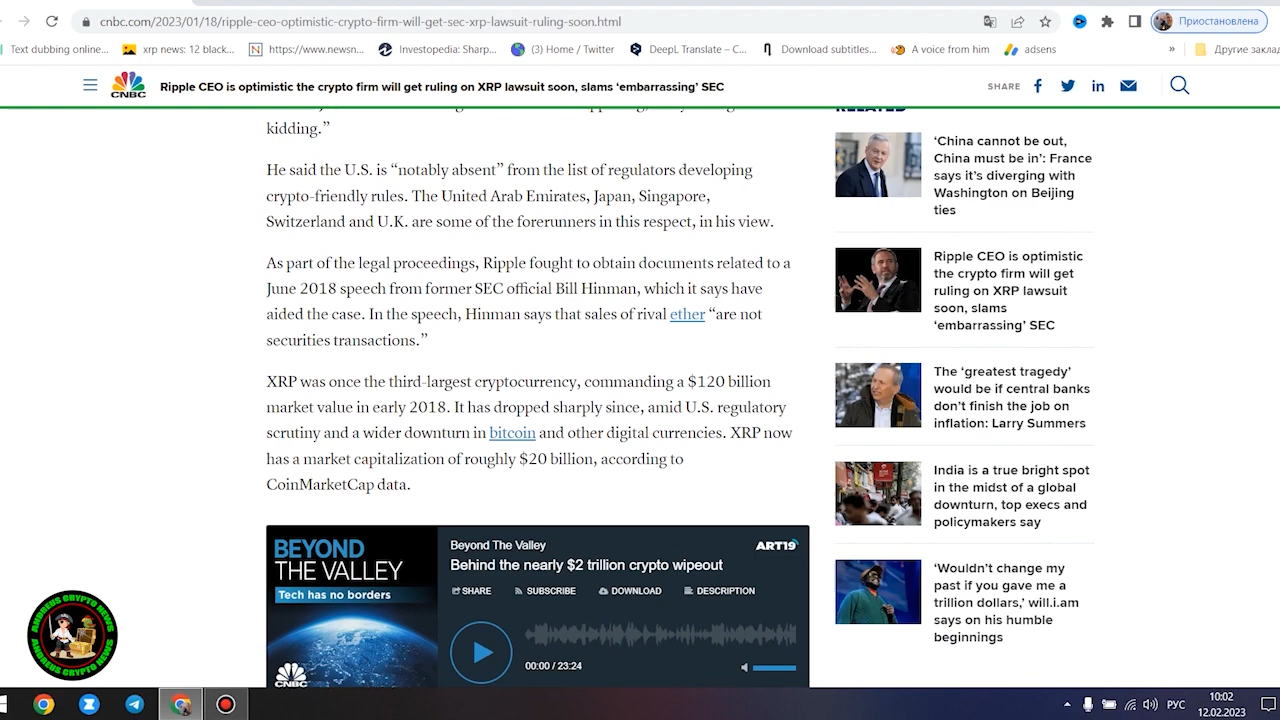 cnbc.com/2023/01/18/ripple-ceo-optimistic-crypto-firm-will-get-sec-xrp-lawsuit-ruling-soon.html
Приостановлена
Text dubbing online...
xrp news: 12 black...
https://www.newsn...
Investopedia: Sharp...
(3) Home / Twitter
DeepL Translate – C...
Download subtitles...
A voice from him
adsens
»
Другие заклад
CNBC
Ripple CEO is optimistic the crypto firm will get ruling on XRP lawsuit soon, slams ‘embarrassing’ SEC
SHARE
kidding.”
He said the U.S. is “notably absent” from the list of regulators developing
crypto-friendly rules. The United Arab Emirates, Japan, Singapore,
Switzerland and U.K. are some of the forerunners in this respect, in his view.
As part of the legal proceedings, Ripple fought to obtain documents related to a
June 2018 speech from former SEC official Bill Hinman, which it says have
aided the case. In the speech, Hinman says that sales of rival ether “are not
securities transactions.”
XRP was once the third-largest cryptocurrency, commanding a $120 billion
market value in early 2018. It has dropped sharply since, amid U.S. regulatory
scrutiny and a wider downturn in bitcoin and other digital currencies. XRP now
has a market capitalization of roughly $20 billion, according to
CoinMarketCap data.
BEYOND
THE VALLEY
Tech has no borders
CNBC
Beyond The Valley
ART19
Behind the nearly $2 trillion crypto wipeout
SHARE
SUBSCRIBE
DOWNLOAD
DESCRIPTION
00:00 / 23:24
RELATED
‘China cannot be out,
China must be in’: France
says it’s diverging with
Washington on Beijing
ties
Ripple CEO is optimistic
the crypto firm will get
ruling on XRP lawsuit
soon, slams
‘embarrassing’ SEC
The ‘greatest tragedy’
would be if central banks
don’t finish the job on
inflation: Larry Summers
India is a true bright spot
in the midst of a global
downturn, top execs and
policymakers say
‘Wouldn’t change my
past if you gave me a
trillion dollars,’ will.i.am
says on his humble
beginnings
ANDREUS CRYPTO NEWS
ANDREUS CRYPTO NEWS
РУС
10:02
12.02.2023